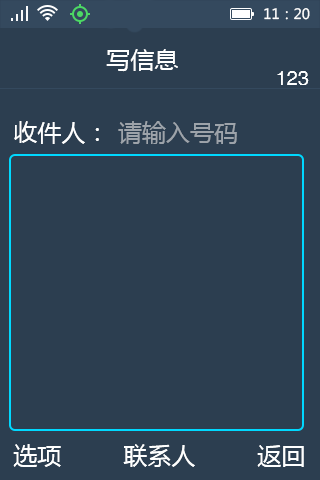 11：20
写信息
123
收件人： 请输入号码
选项 联系人 返回